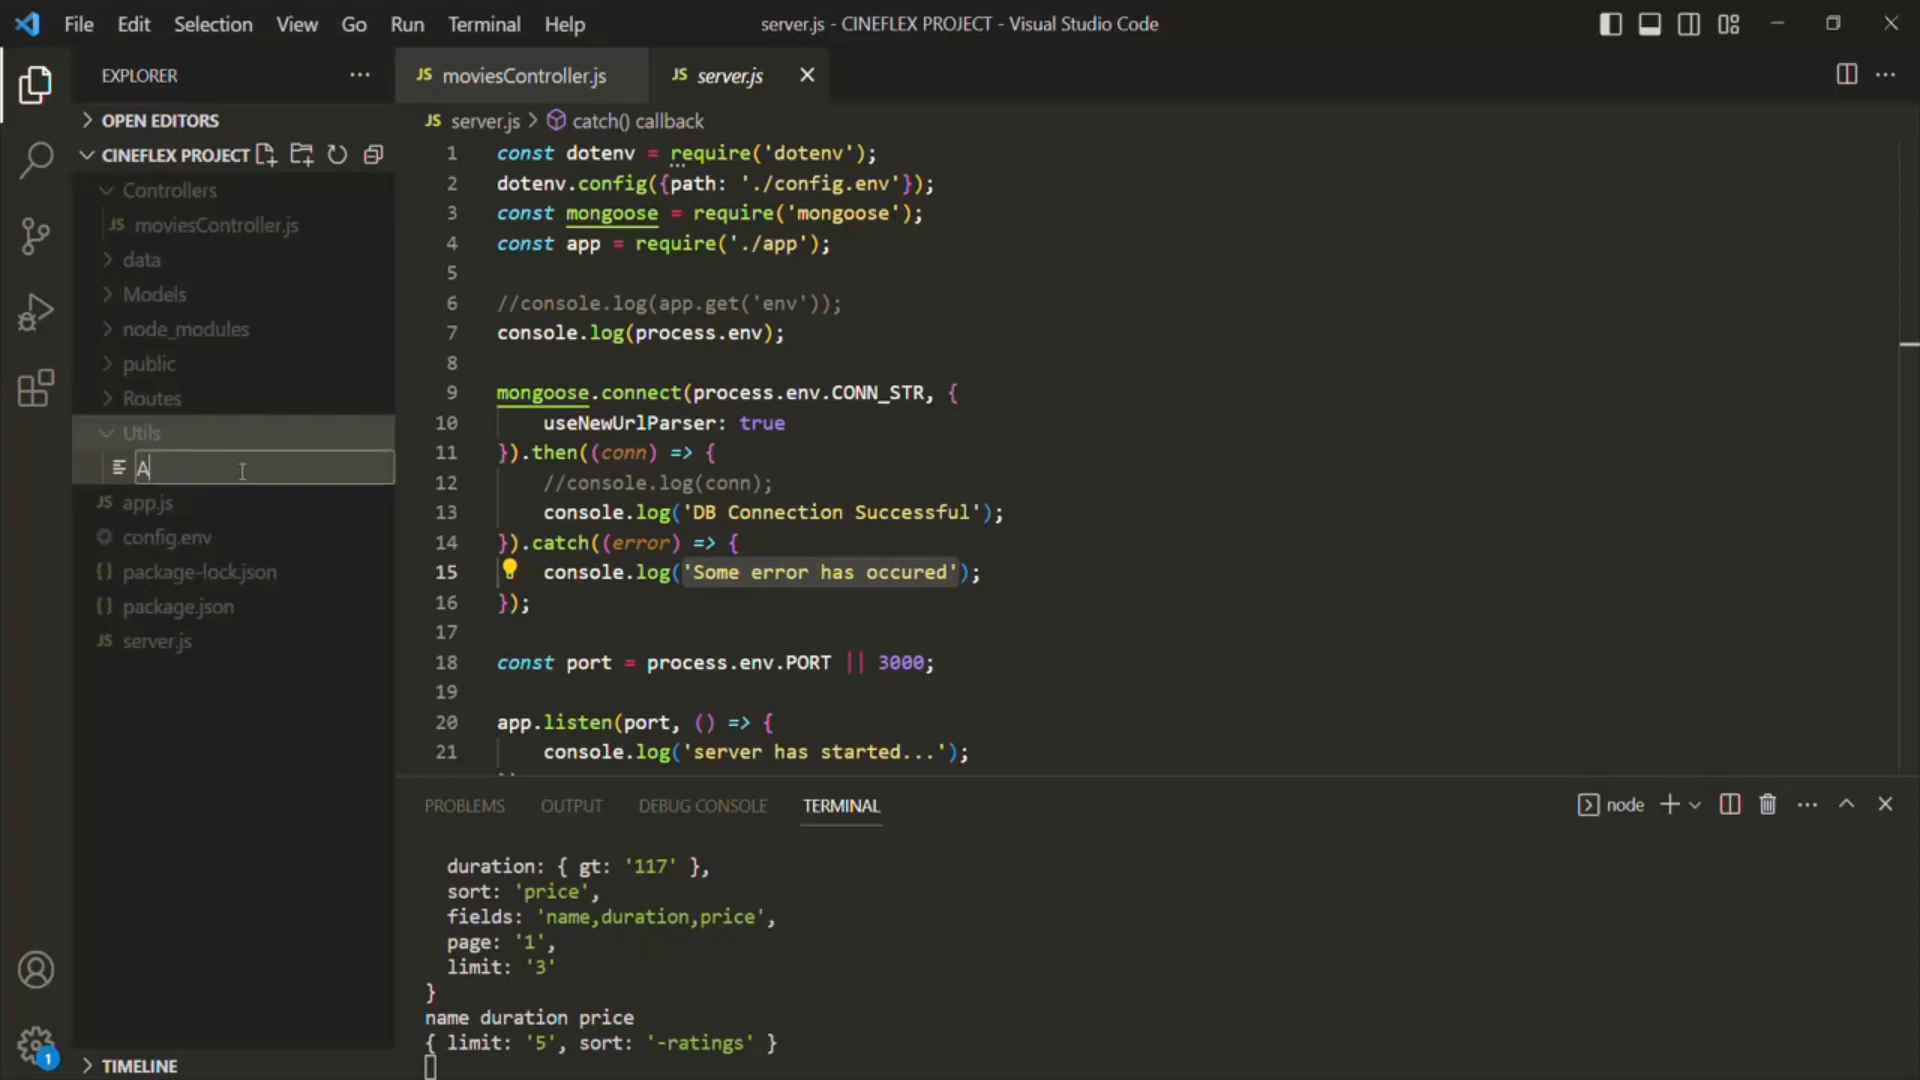 File Edit Selection View Go Run Terminal Help server.js - CINEFLEX PROJECT - Visual Studio Code
EXPLORER
OPEN EDITORS
CINEFLEX PROJECT
Controllers
JS moviesController.js
data
Models
node_modules
public
Routes
Utils
A
JS app.js
config.env
{} package-lock.json
{} package.json
JS server.js
TIMELINE
1
JS moviesController.js JS server.js
JS server.js > catch() callback
1 const dotenv = require('dotenv');
2 dotenv.config({path: './config.env'});
3 const mongoose = require('mongoose');
4 const app = require('./app');
5
6 //console.log(app.get('env'));
7 console.log(process.env);
8
9 mongoose.connect(process.env.CONN_STR, {
10 useNewUrlParser: true
11 }).then((conn) => {
12 //console.log(conn);
13 console.log('DB Connection Successful');
14 }).catch((error) => {
15 console.log('Some error has occured');
16 });
17
18 const port = process.env.PORT || 3000;
19
20 app.listen(port, () => {
21 console.log('server has started...');
PROBLEMS OUTPUT DEBUG CONSOLE TERMINAL node
duration: { gt: '117' },
sort: 'price',
fields: 'name,duration,price',
page: '1',
limit: '3'
}
name duration price
{ limit: '5', sort: '-ratings' }